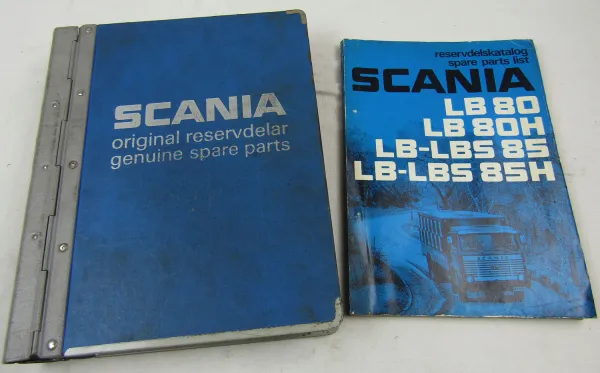 SCANIA
original reservdelar
genuine spare parts
reservdelskatalog
spare parts list
SCANIA
LB 80
LB 80H
LB-LBS 85
LB-LBS 85H
SCANIA